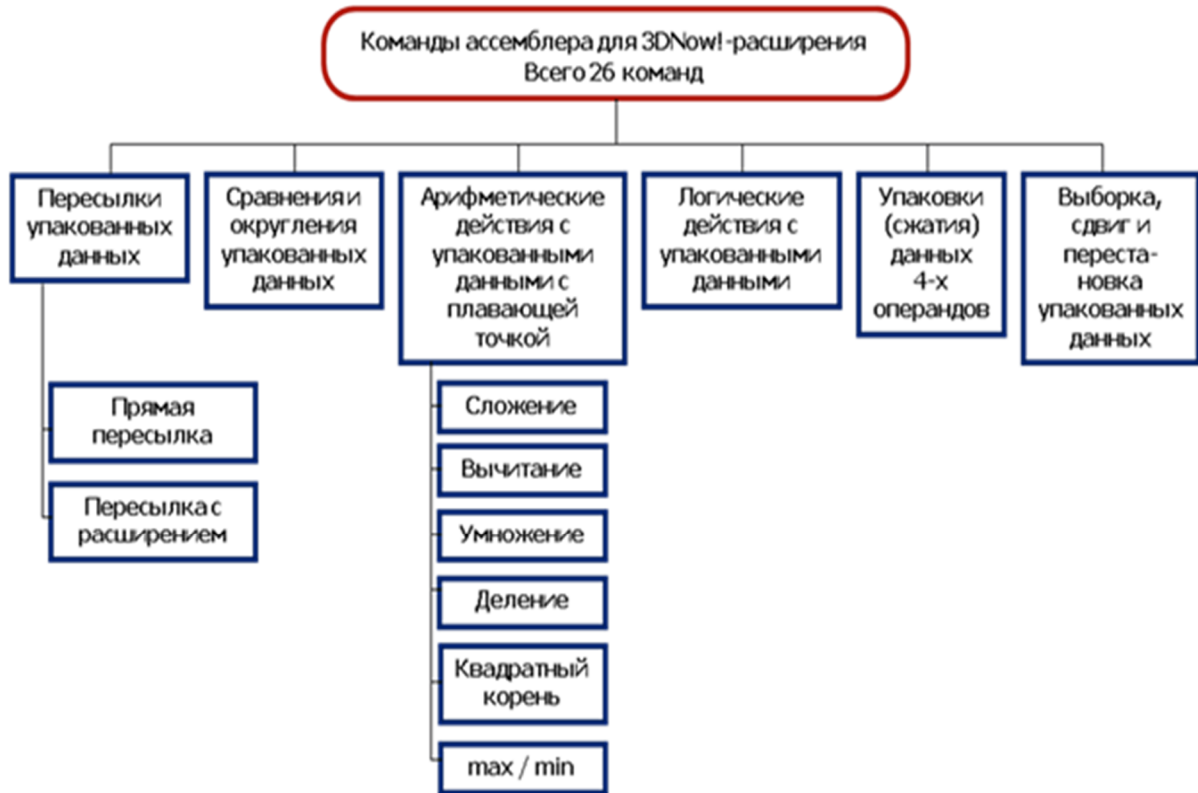 Команды ассемблера для 3DNow!-расширения
Всего 26 команд
Пересылки
упакованных
данных
Сравнения и
округления
упакованных
данных
Арифметические
действия с
упакованными
данными с
плавающей
точкой
Логические
действия с
упакованными
данными
Упаковки
(сжатия)
данных
4-х
операндов
Выборка,
сдвиг и
переста-
новка
упакованных
данных
Прямая
пересылка
Пересылка с
расширением
Сложение
Вычитание
Умножение
Деление
Квадратный
корень
max / min